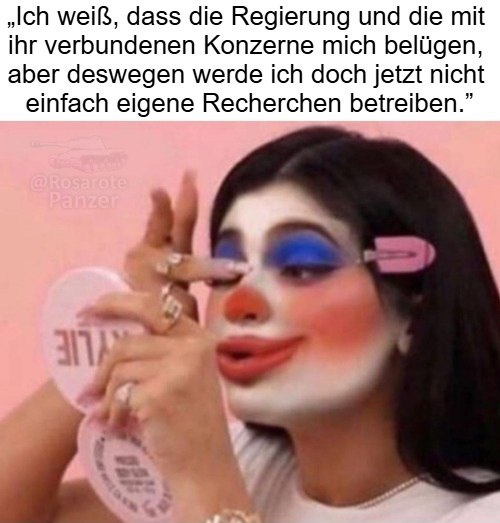 „Ich weiß, dass die Regierung und die mit
ihr verbundenen Konzerne mich belügen,
aber deswegen werde ich doch jetzt nicht
einfach eigene Recherchen betreiben.”
@Rosarote
Panzer
KYLIE